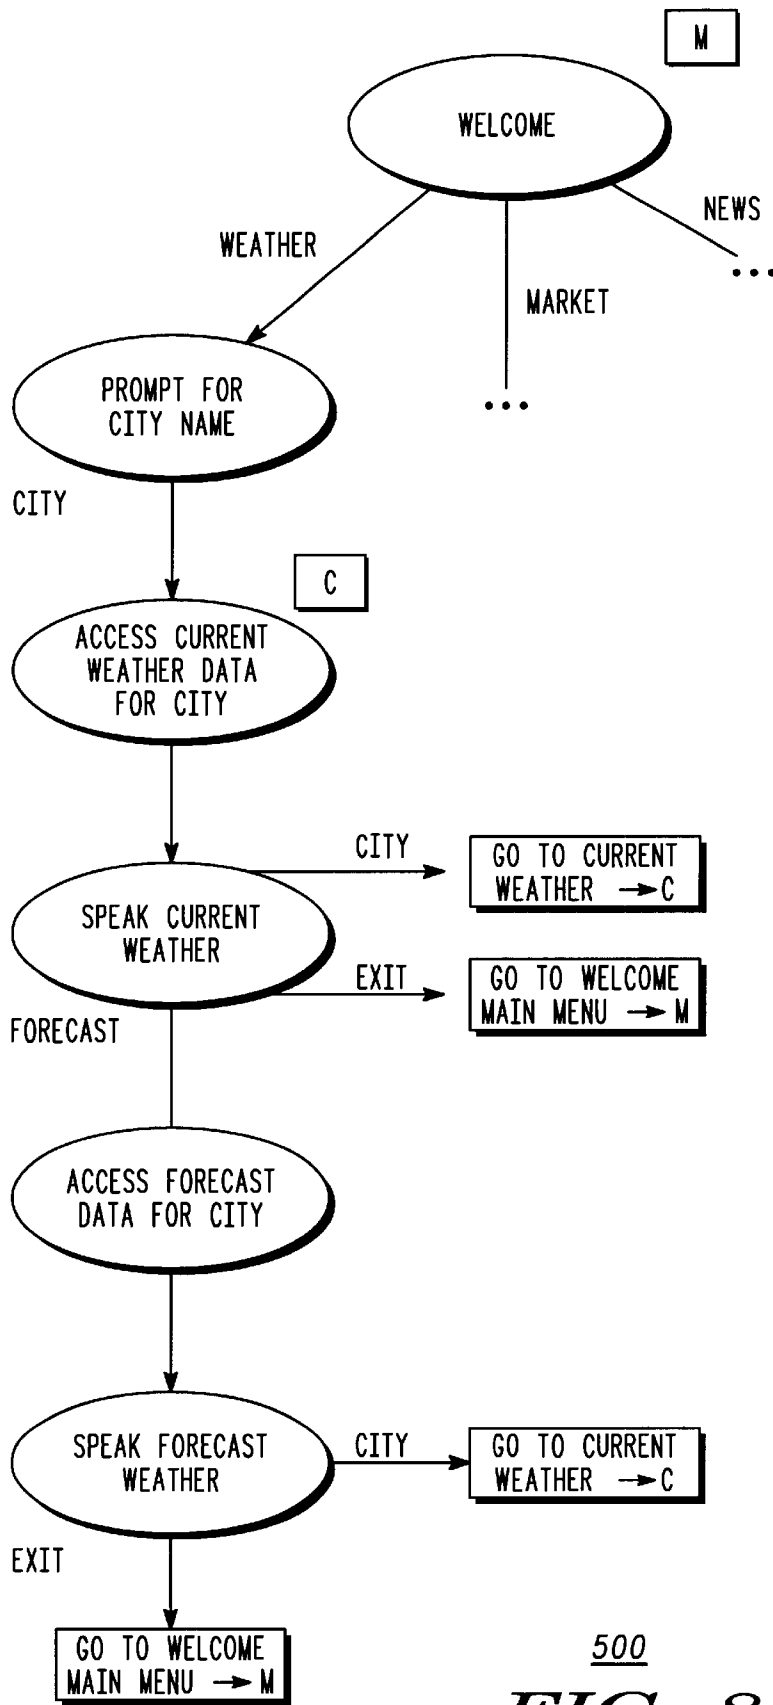 M
WELCOME
NEWS
WEATHER
MARKET
...
...
PROMPT FOR
CITY NAME
CITY
C
ACCESS CURRENT
WEATHER DATA
FOR CITY
CITY
GO TO CURRENT
WEATHER → C
SPEAK CURRENT
WEATHER
EXIT
GO TO WELCOME
MAIN MENU → M
FORECAST
ACCESS FORECAST
DATA FOR CITY
SPEAK FORECAST
WEATHER
CITY
GO TO CURRENT
WEATHER → C
EXIT
GO TO WELCOME
MAIN MENU → M
500
FIG.